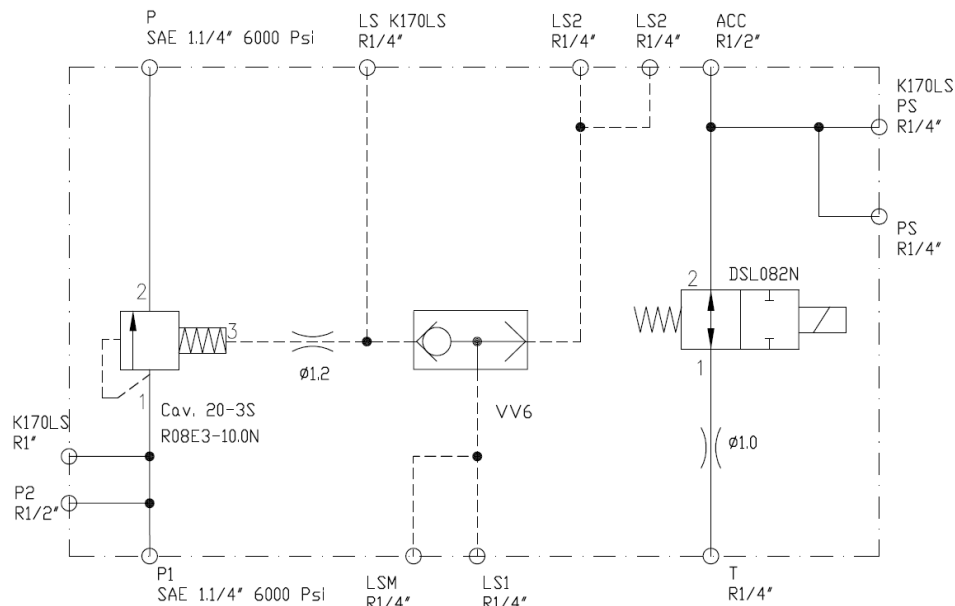 P
SAE 1.1/4" 6000 Psi
LS K170LS
R1/4"
LS2
R1/4"
LS2
R1/4"
ACC
R1/2"
K170LS
PS
R1/4"
PS
R1/4"
2
3
1
Cav. 20-3S
R08E3-10.0N
Ø1.2
VV6
DSL082N
2
1
Ø1.0
K170LS
R1"
P2
R1/2"
P1
SAE 1.1/4" 6000 Psi
LSM
R1/4"
LS1
R1/4"
T
R1/4"